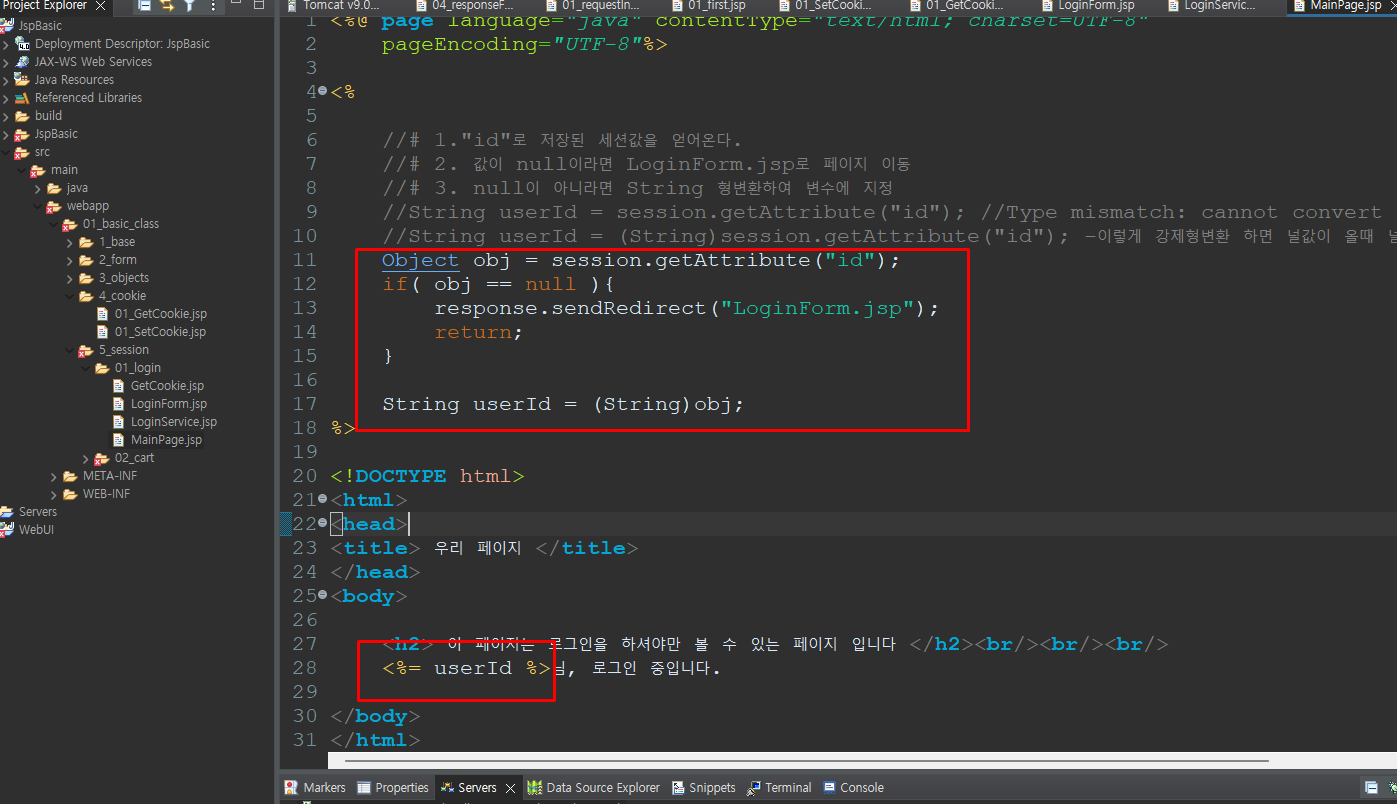 Project Explorer
Tomcat v9.0... 04_responseF... 01_requestIn... 01_first.jsp 01_SetCooki... 01_GetCooki... LoginForm.jsp LoginServic... MainPage.jsp
JspBasic
Deployment Descriptor: JspBasic
JAX-WS Web Services
Java Resources
Referenced Libraries
build
JspBasic
src
main
java
webapp
01_basic_class
1_base
2_form
3_objects
4_cookie
01_GetCookie.jsp
01_SetCookie.jsp
5_session
01_login
GetCookie.jsp
LoginForm.jsp
LoginService.jsp
MainPage.jsp
02_cart
META-INF
WEB-INF
Servers
WebUI
1 <%@ page language="java" contentType="text/html; charset=UTF-8"
2 pageEncoding="UTF-8"%>
3
4 <%
5
6 //# 1."id"로 저장된 세션값을 얻어온다.
7 //# 2. 값이 null이라면 LoginForm.jsp로 페이지 이동
8 //# 3. null이 아니라면 String 형변환하여 변수에 지정
9 //String userId = session.getAttribute("id"); //Type mismatch: cannot convert
10 //String userId = (String)session.getAttribute("id"); -이렇게 강제형변환 하면 널값이 올때 널
11 Object obj = session.getAttribute("id");
12 if( obj == null ){
13 response.sendRedirect("LoginForm.jsp");
14 return;
15 }
16
17 String userId = (String)obj;
18 %>
19
20 <!DOCTYPE html>
21 <html>
22 <head>
23 <title> 우리 페이지 </title>
24 </head>
25 <body>
26
27 <h2> 이 페이지는 로그인을 하셔야만 볼 수 있는 페이지 입니다 </h2><br/><br/><br/>
28 <%= userId %>님, 로그인 중입니다.
29
30 </body>
31 </html>
Markers Properties Servers Data Source Explorer Snippets Terminal Console